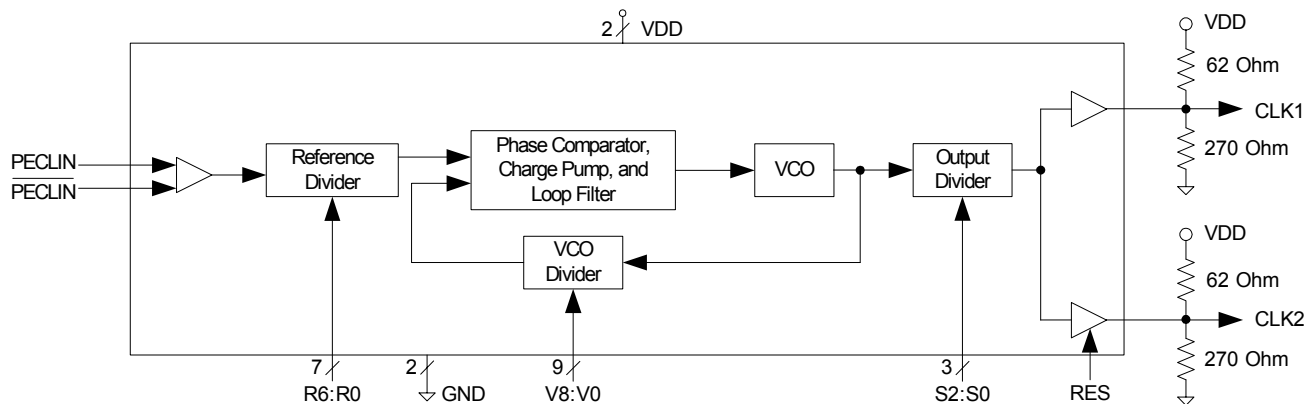 2 VDD
VDD
62 Ohm
CLK1
270 Ohm
PECLIN
PECLIN
Reference
Divider
Phase Comparator,
Charge Pump, and
Loop Filter
VCO
Output
Divider
VCO
Divider
VDD
62 Ohm
CLK2
270 Ohm
7
2
9
3
R6:R0
GND
V8:V0
S2:S0
RES